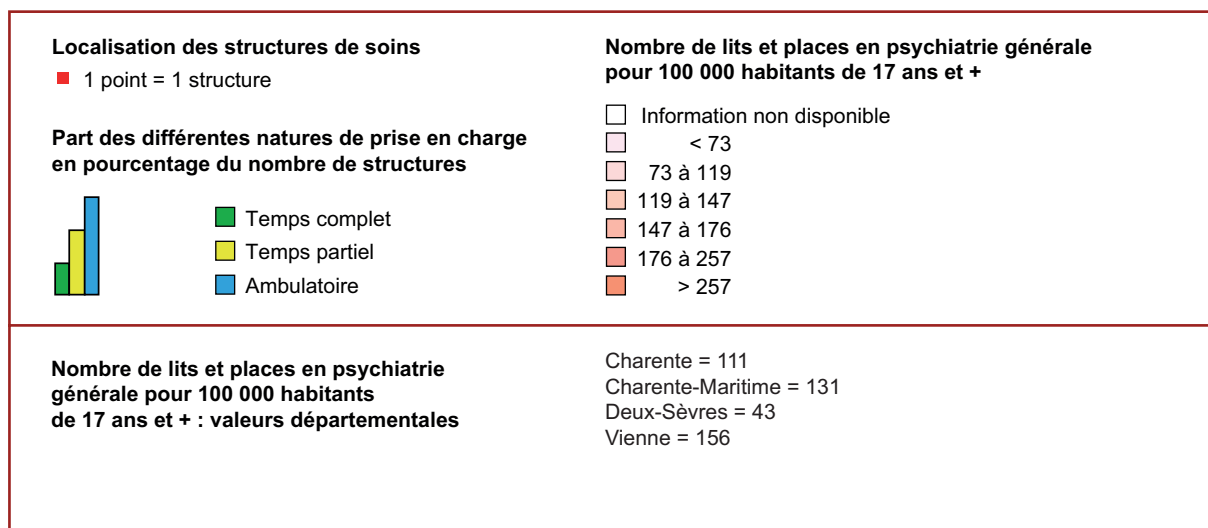 Localisation des structures de soins
1 point = 1 structure
Part des différentes natures de prise en charge
en pourcentage du nombre de structures
Temps complet
Temps partiel
Ambulatoire
Nombre de lits et places en psychiatrie générale
pour 100 000 habitants de 17 ans et +
Information non disponible
< 73
73 à 119
119 à 147
147 à 176
176 à 257
> 257
Nombre de lits et places en psychiatrie
générale pour 100 000 habitants
de 17 ans et + : valeurs départementales
Charente = 111
Charente-Maritime = 131
Deux-Sèvres = 43
Vienne = 156